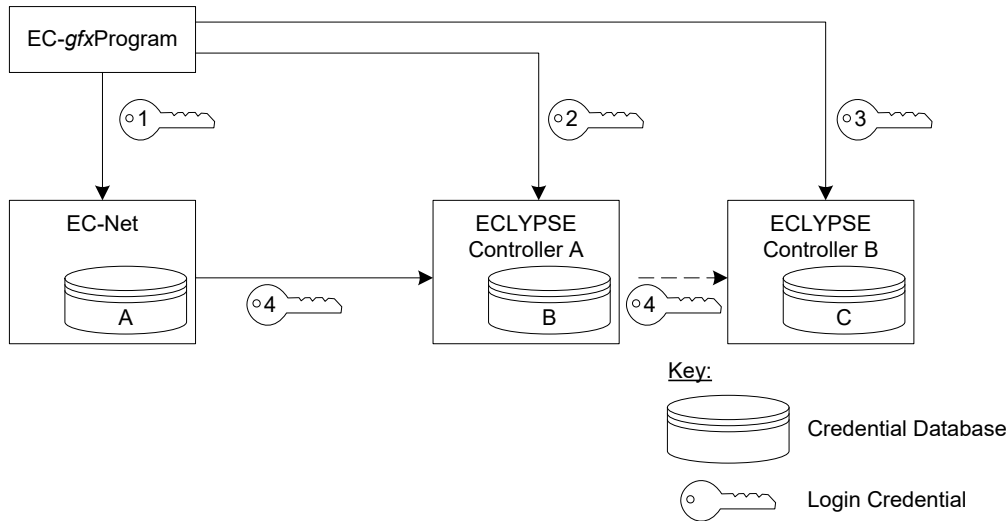 EC-gfxProgram
1
2
3
EC-Net
ECLYPSE
Controller A
ECLYPSE
Controller B
A
B
C
4
4
Key:
Credential Database
Login Credential